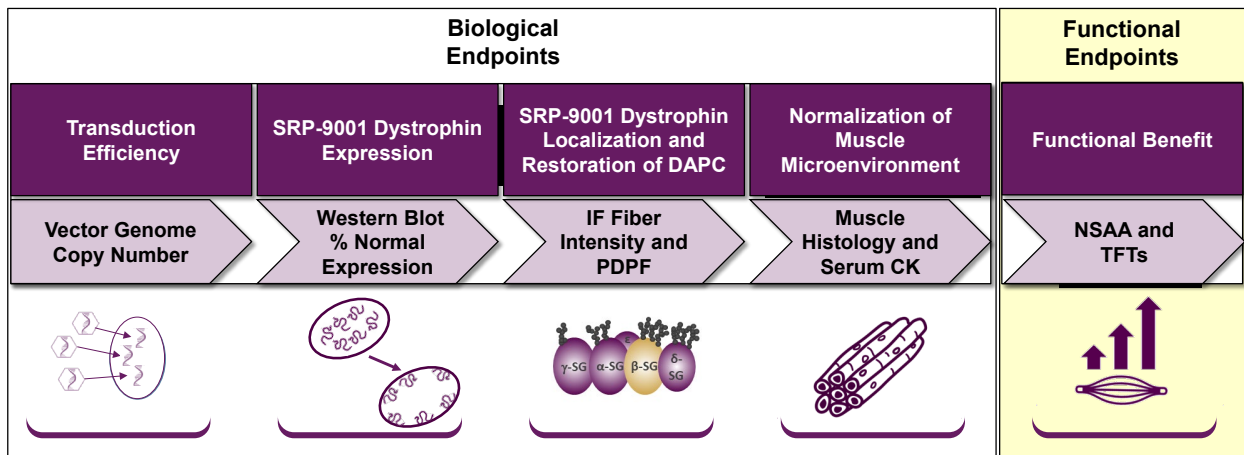 Biological
Endpoints
Functional
Endpoints
Transduction
Efficiency
SRP-9001 Dystrophin
Expression
SRP-9001 Dystrophin
Localization and
Restoration of DAPC
Normalization of
Muscle
Microenvironment
Functional Benefit
Vector Genome
Copy Number
Western Blot
% Normal
Expression
IF Fiber
Intensity and
PDPF
Muscle
Histology and
Serum CK
NSAA and
TFTs
γ-SG
α-SG
ε
β-SG
δ-
SG